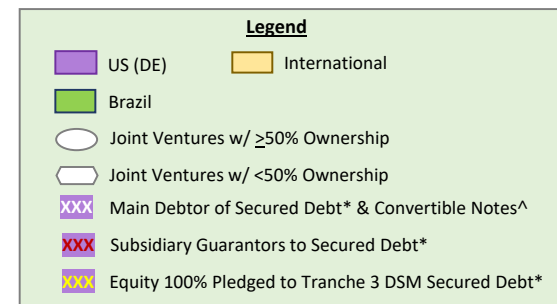 Legend
US (DE) International
Brazil
Joint Ventures w/ >50% Ownership
Joint Ventures w/ <50% Ownership
XXX Main Debtor of Secured Debt* & Convertible Notes^
XXX Subsidiary Guarantors to Secured Debt*
XXX Equity 100% Pledged to Tranche 3 DSM Secured Debt*